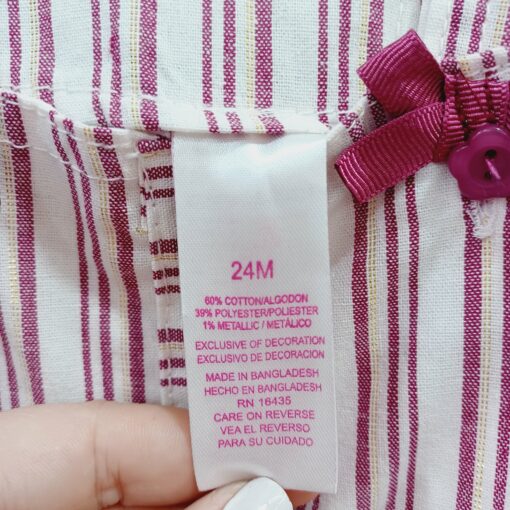 24M
60% COTTON/ALGODON
39% POLYESTER/POLIESTER
1% METALLIC / METÁLICO
EXCLUSIVE OF DECORATION
EXCLUSIVO DE DECORACIÓN
MADE IN BANGLADESH
HECHO EN BANGLADESH
RN 16435
CARE ON REVERSE
VEA EL REVERSO
PARA SU CUIDADO